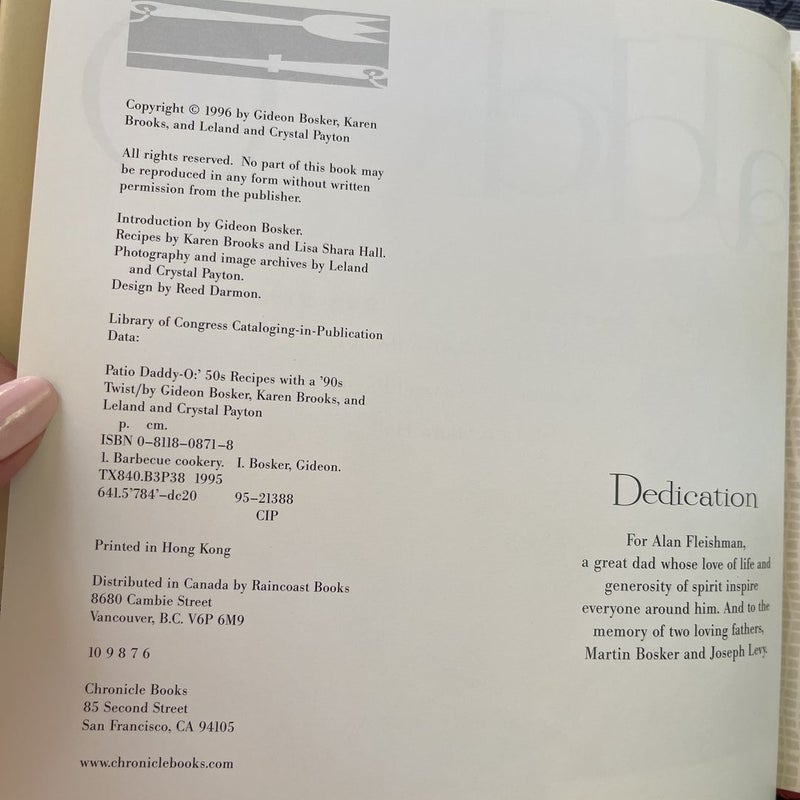 Copyright © 1996 by Gideon Bosker, Karen
Brooks, and Leland and Crystal Payton
All rights reserved. No part of this book may
be reproduced in any form without written
permission from the publisher.
Introduction by Gideon Bosker.
Recipes by Karen Brooks and Lisa Shara Hall.
Photography and image archives by Leland
and Crystal Payton.
Design by Reed Darmon.
Library of Congress Cataloging-in-Publication
Data:
Patio Daddy-O:' 50s Recipes with a '90s
Twist/by Gideon Bosker, Karen Brooks, and
Leland and Crystal Payton
p. cm.
ISBN 0–8118–0871–8
1. Barbecue cookery. I. Bosker, Gideon.
TX840.B3P38 1995
641.5'784'–dc20 95–21388
CIP
Printed in Hong Kong
Distributed in Canada by Raincoast Books
8680 Cambie Street
Vancouver, B.C. V6P 6M9
10 9 8 7 6
Chronicle Books
85 Second Street
San Francisco, CA 94105
www.chroniclebooks.com
Dedication
For Alan Fleishman,
a great dad whose love of life and
generosity of spirit inspire
everyone around him. And to the
memory of two loving fathers,
Martin Bosker and Joseph Levy.